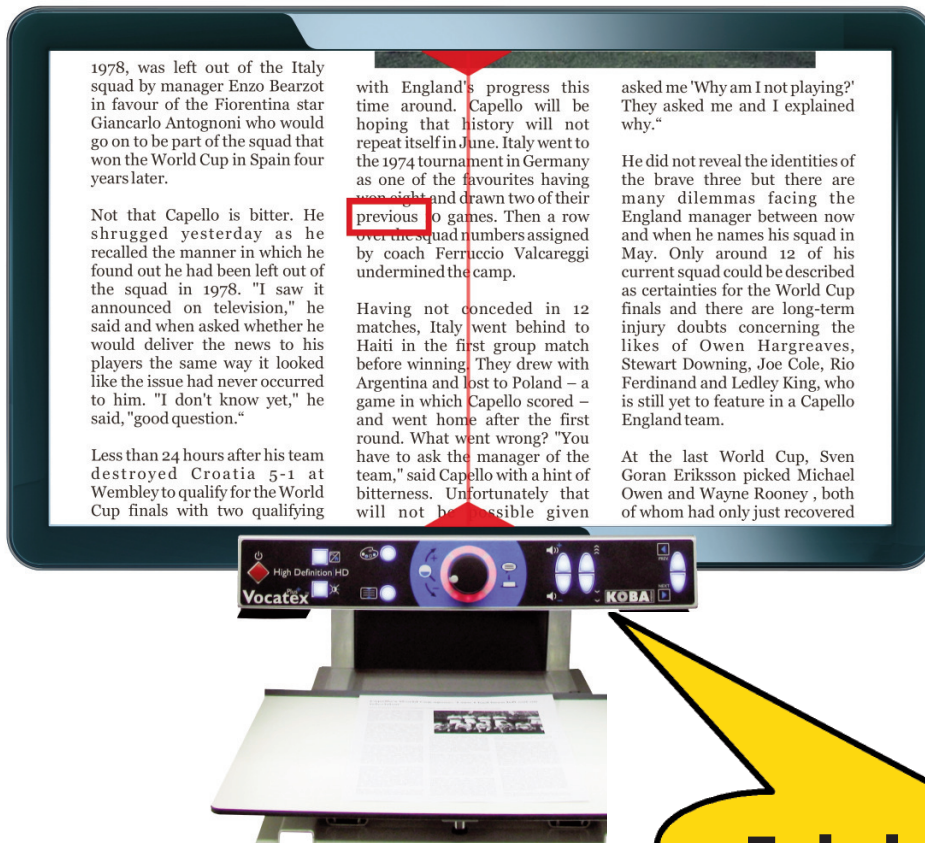 1978, was left out of the Italy
squad by manager Enzo Bearzot
in favour of the Fiorentina star
Giancarlo Antognoni who would
go on to be part of the squad that
won the World Cup in Spain four
years later.
Not that Capello is bitter. He
shrugged yesterday as he
recalled the manner in which he
found out he had been left out of
the squad in 1978. "I saw it
announced on television," he
said and when asked whether he
would deliver the news to his
players the same way it looked
like the issue had never occurred
to him. "I don't know yet," he
said, "good question.“
Less than 24 hours after his team
destroyed Croatia 5-1 at
Wembley to qualify for the World
Cup finals with two qualifying
with England's progress this
time around. Capello will be
hoping that history will not
repeat itself in June. Italy went to
the 1974 tournament in Germany
as one of the favourites having
won eight and drawn two of their
previous 0 games. Then a row
over the squad numbers assigned
by coach Ferruccio Valcareggi
undermined the camp.
Having not conceded in 12
matches, Italy went behind to
Haiti in the first group match
before winning. They drew with
Argentina and lost to Poland – a
game in which Capello scored –
and went home after the first
round. What went wrong? "You
have to ask the manager of the
team," said Capello with a hint of
bitterness. Unfortunately that
will not be possible given
asked me 'Why am I not playing?'
They asked me and I explained
why.“
He did not reveal the identities of
the brave three but there are
many dilemmas facing the
England manager between now
and when he names his squad in
May. Only around 12 of his
current squad could be described
as certainties for the World Cup
finals and there are long-term
injury doubts concerning the
likes of Owen Hargreaves,
Stewart Downing, Joe Cole, Rio
Ferdinand and Ledley King, who
is still yet to feature in a Capello
England team.
At the last World Cup, Sven
Goran Eriksson picked Michael
Owen and Wayne Rooney , both
of whom had only just recovered
High Definition HD
Vocatex
PREV
NEXT
KOBA